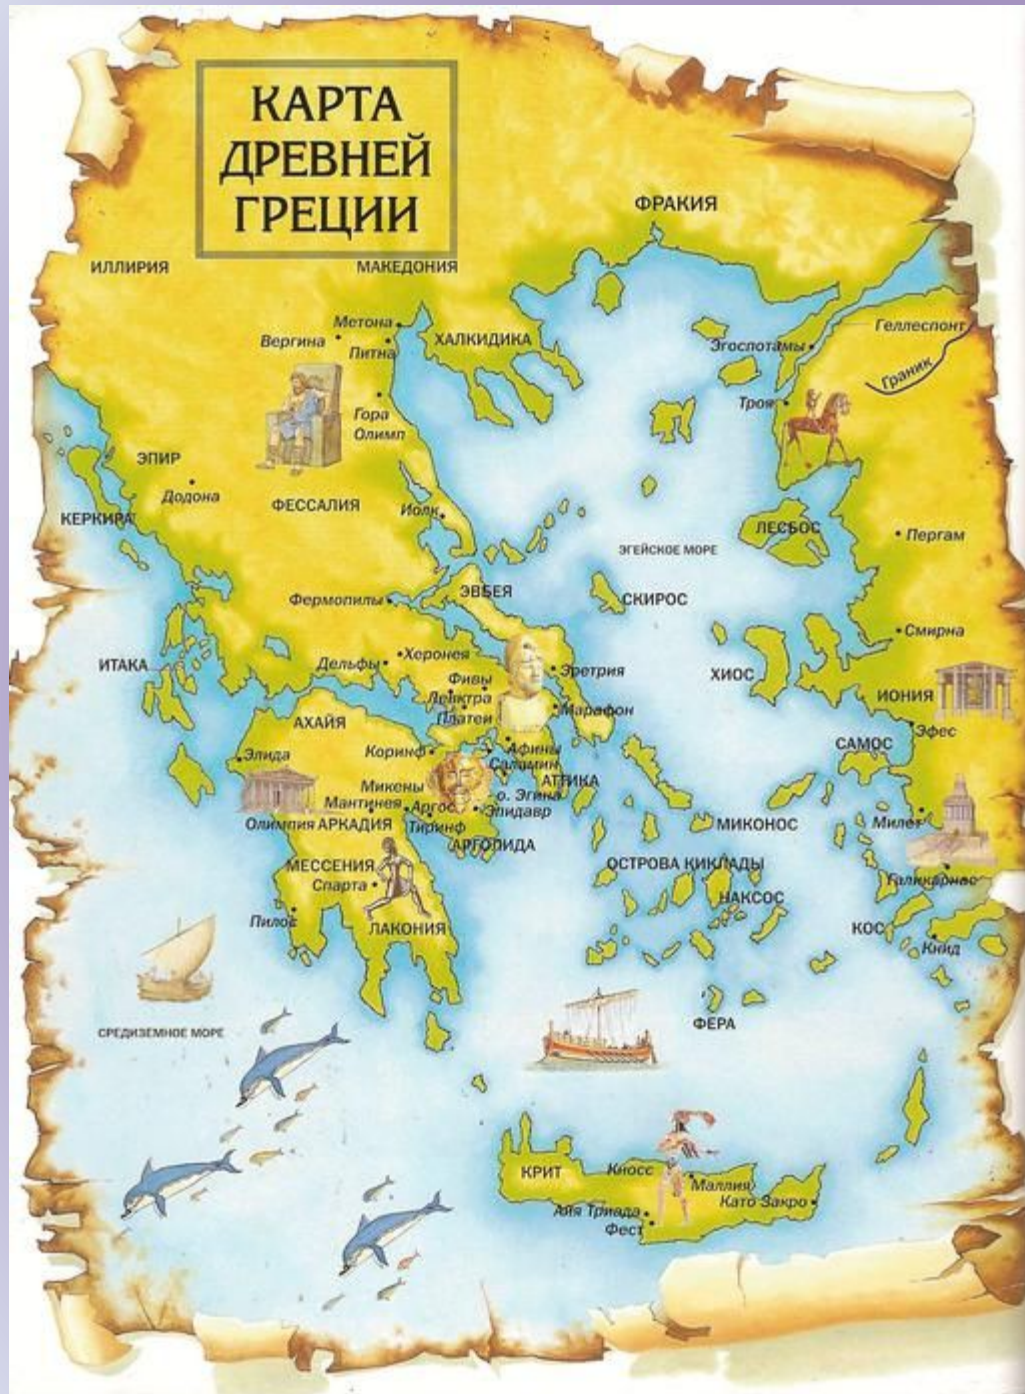 КАРТА
ДРЕВНЕЙ
ГРЕЦИИ
ФРАКИЯ
ИЛЛИРИЯ
МАКЕДОНИЯ
Метона
Вергина
Питна
ХАЛКИДИКА
Геллеспонт
Эгоспотамы
Граник
Троя
Гора
Олимп
ЭПИР
Додона
ФЕССАЛИЯ
Иолк
КЕРКИРА
ЛЕСБОС
Пергам
ЭГЕЙСКОЕ МОРЕ
ЭВБЕЯ
СКИРОС
Фермопилы
Смирна
ИТАКА
Дельфы
Херонея
Эретрия
ХИОС
Фивы
Левктра
Платеи
Марафон
ИОНИЯ
АХАЙЯ
Эфес
Элида
Коринф
Афины
Саламин
САМОС
АТТИКА
Микены
о. Эгина
Мантинея
Аргос
Эпидавр
Олимпия
АРКАДИЯ
Тиринф
МИКОНОС
Милет
АРГОЛИДА
МЕССЕНИЯ
ОСТРОВА КИКЛАДЫ
Спарта
Галикарнас
НАКСОС
Пилос
ЛАКОНИЯ
КОС
Книд
ФЕРА
СРЕДИЗЕМНОЕ МОРЕ
КРИТ
Кносс
Маллия
Като Закро
Айя Триада
Фест